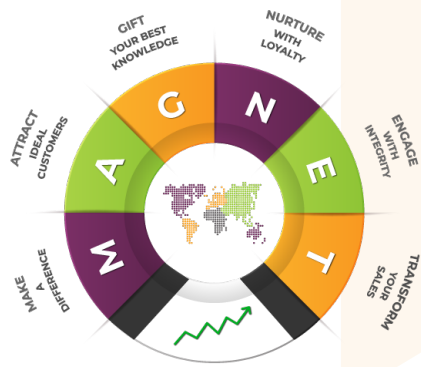 MAKE
A
DIFFERENCE
ATTRACT
IDEAL
CUSTOMERS
GIFT
YOUR BEST
KNOWLEDGE
NURTURE
WITH
LOYALTY
ENGAGE
WITH
INTEGRITY
TRANSFORM
YOUR
SALES
M
A
G
N
E
T